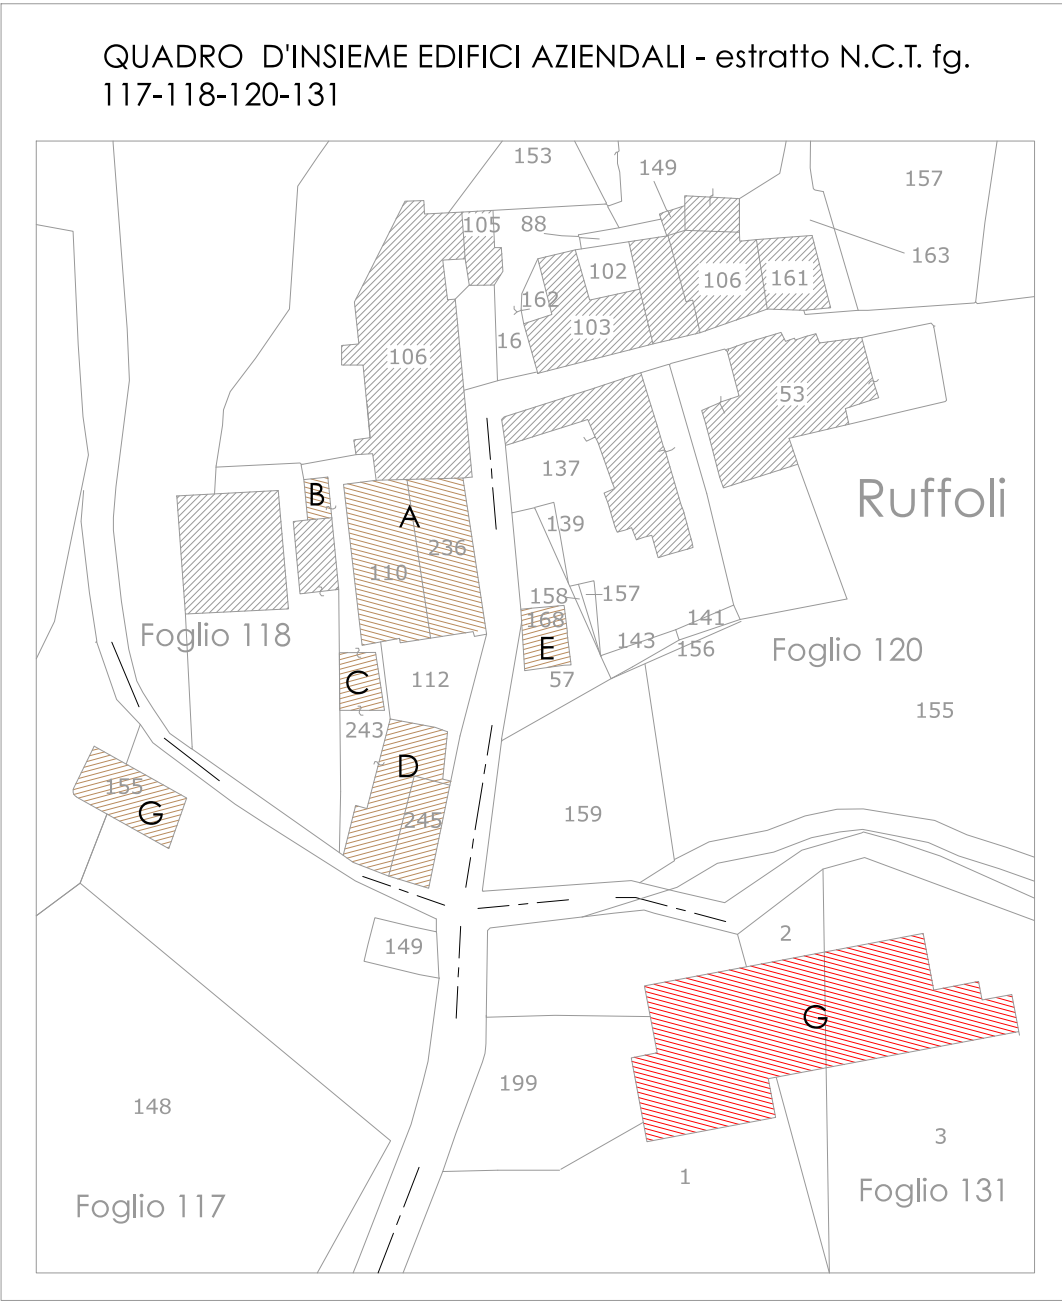 QUADRO D'INSIEME EDIFICI AZIENDALI - estratto N.C.T. fg.
117-118-120-131
153
149
157
105
88
163
102
106
161
162
103
16
106
53
137
Ruffoli
B
A
139
236
110
158
157
168
141
Foglio 118
143
156
E
Foglio 120
112
57
C
155
243
D
155
G
245
159
149
2
G
199
148
3
1
Foglio 117
Foglio 131